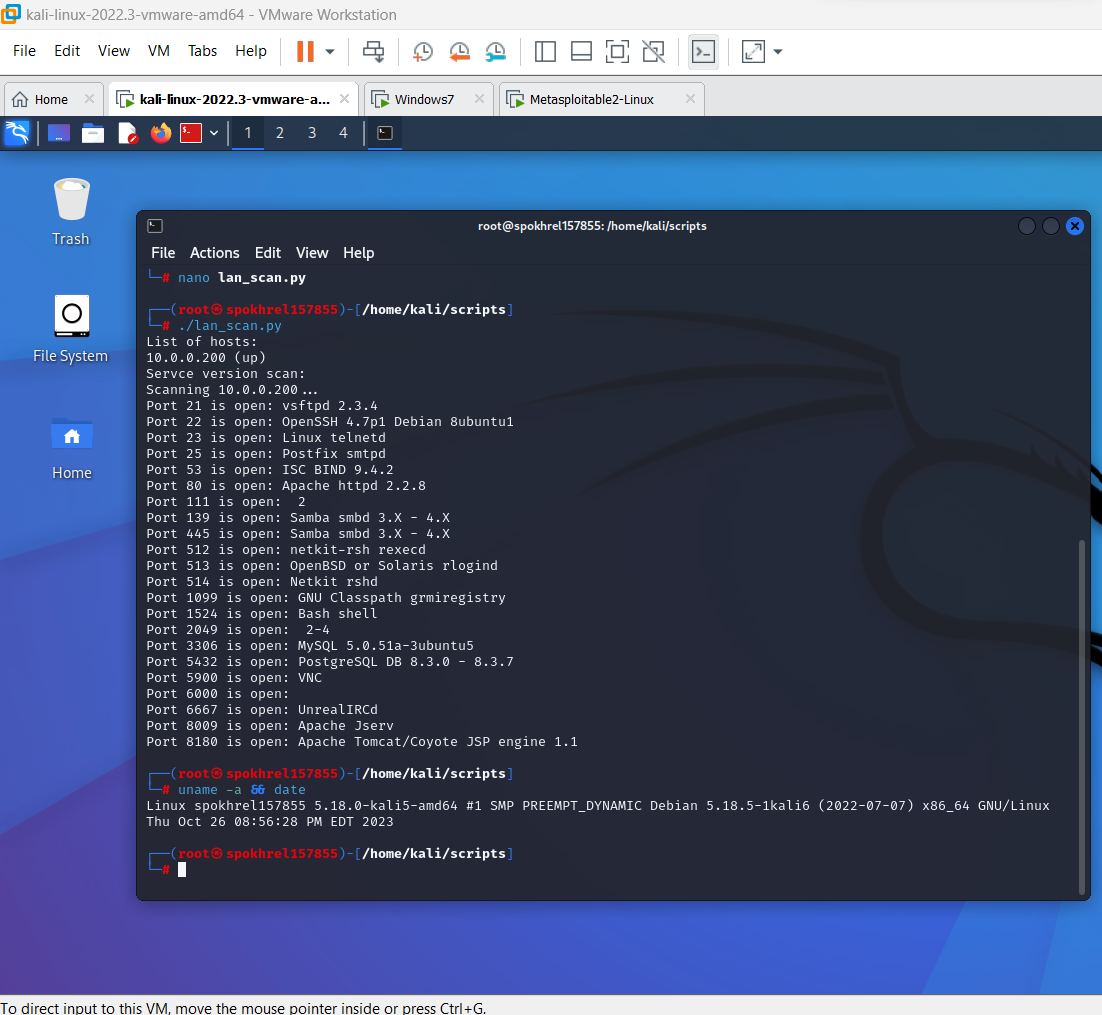 kali-linux-2022.3-vmware-amd64 - VMware Workstation
File Edit View VM Tabs Help
Home kali-linux-2022.3-vmware-a... Windows7 Metasploitable2-Linux
1 2 3 4
Trash
File System
Home
root@spokhrel157855: /home/kali/scripts
File Actions Edit View Help
└─# nano lan_scan.py
┌──(root㉿spokhrel157855)-[/home/kali/scripts]
└─# ./lan_scan.py
List of hosts:
10.0.0.200 (up)
Servce version scan:
Scanning 10.0.0.200...
Port 21 is open: vsftpd 2.3.4
Port 22 is open: OpenSSH 4.7p1 Debian 8ubuntu1
Port 23 is open: Linux telnetd
Port 25 is open: Postfix smtpd
Port 53 is open: ISC BIND 9.4.2
Port 80 is open: Apache httpd 2.2.8
Port 111 is open:  2
Port 139 is open: Samba smbd 3.X - 4.X
Port 445 is open: Samba smbd 3.X - 4.X
Port 512 is open: netkit-rsh rexecd
Port 513 is open: OpenBSD or Solaris rlogind
Port 514 is open: Netkit rshd
Port 1099 is open: GNU Classpath grmiregistry
Port 1524 is open: Bash shell
Port 2049 is open:  2-4
Port 3306 is open: MySQL 5.0.51a-3ubuntu5
Port 5432 is open: PostgreSQL DB 8.3.0 - 8.3.7
Port 5900 is open: VNC
Port 6000 is open:
Port 6667 is open: UnrealIRCd
Port 8009 is open: Apache Jserv
Port 8180 is open: Apache Tomcat/Coyote JSP engine 1.1
┌──(root㉿spokhrel157855)-[/home/kali/scripts]
└─# uname -a && date
Linux spokhrel157855 5.18.0-kali5-amd64 #1 SMP PREEMPT_DYNAMIC Debian 5.18.5-1kali6 (2022-07-07) x86_64 GNU/Linux
Thu Oct 26 08:56:28 PM EDT 2023
┌──(root㉿spokhrel157855)-[/home/kali/scripts]
└─#
To direct input to this VM, move the mouse pointer inside or press Ctrl+G.